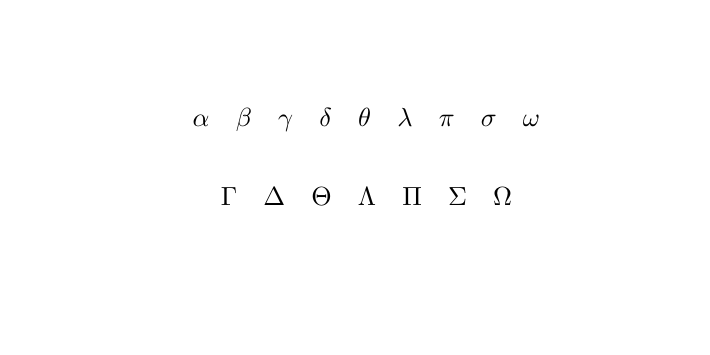 α β γ δ θ λ π σ ω
Γ Δ Θ Λ Π Σ Ω